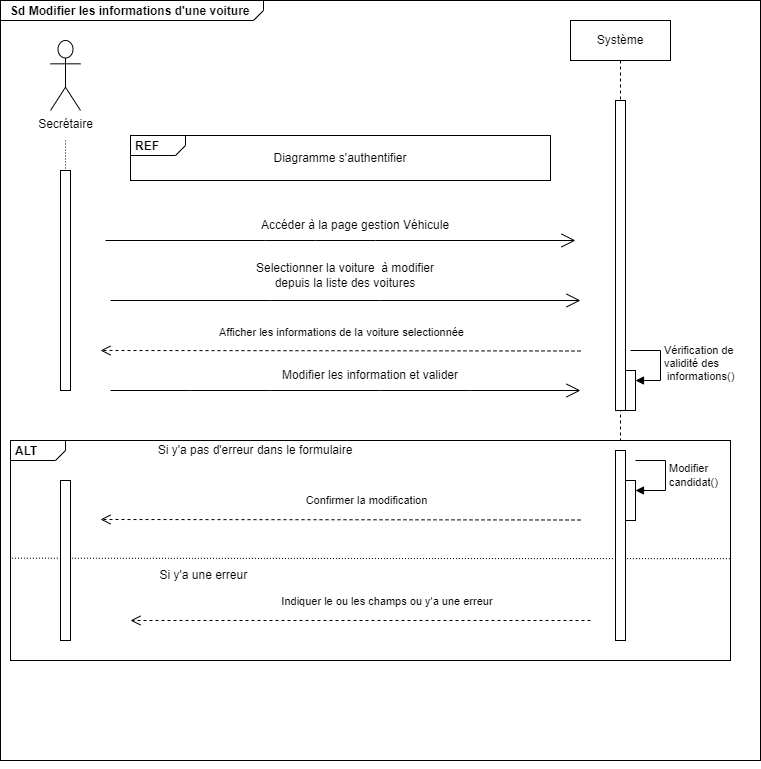 Sd Modifier les informations d'une voiture
Système
Secrétaire
REF
Diagramme s'authentifier
Accéder à la page gestion Véhicule
Selectionner la voiture à modifier
depuis la liste des voitures
Afficher les informations de la voiture selectionnée
Vérification de
validité des
informations()
Modifier les information et valider
ALT
Si y'a pas d'erreur dans le formulaire
Modifier
candidat()
Confirmer la modification
Si y'a une erreur
Indiquer le ou les champs ou y'a une erreur